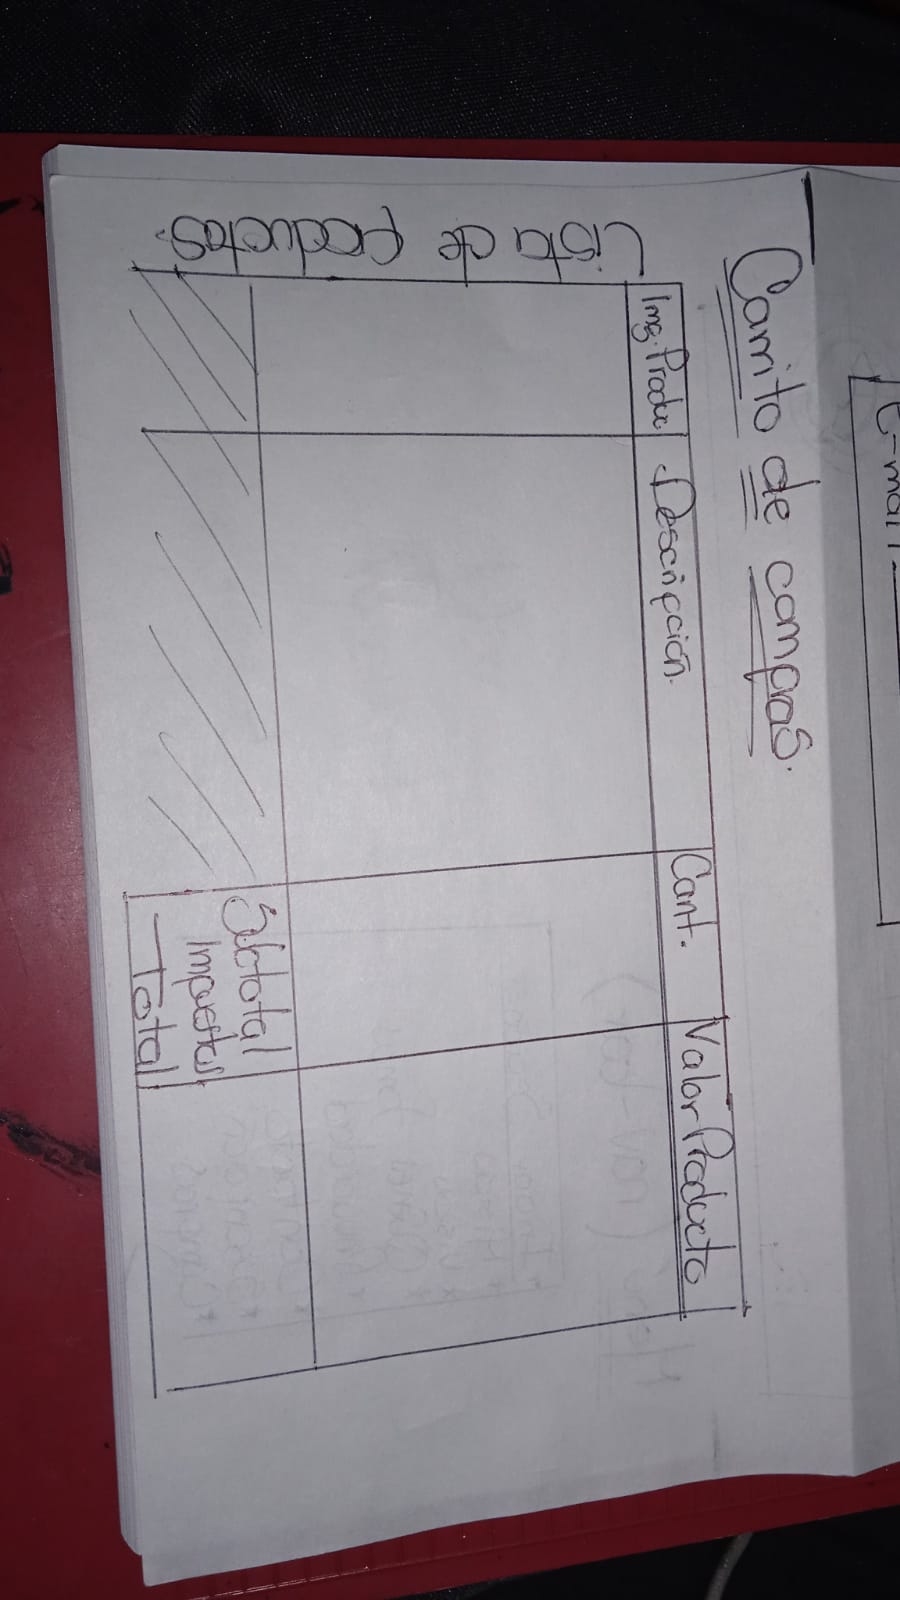 E-mail:
Carrito de compras.
Img. Produc
Descripción.
Cant.
Valor Producto
Lista de productos.
Subtotal
Impuestos
Total